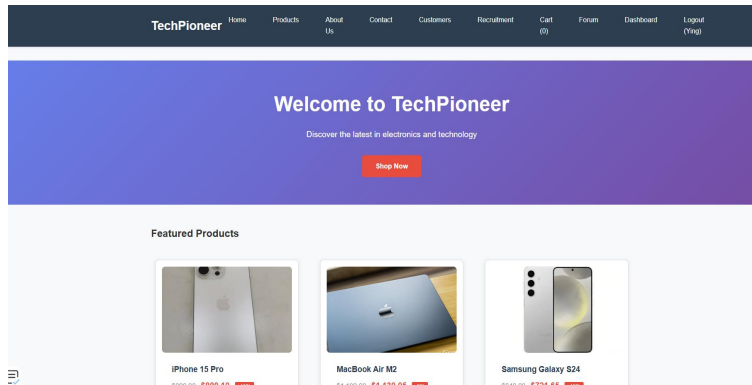 TechPioneer
Home
Products
About
Us
Contact
Customers
Recruitment
Cart
(0)
Forum
Dashboard
Logout
(Ying)
Welcome to TechPioneer
Discover the latest in electronics and technology
Shop Now
Featured Products
iPhone 15 Pro
MacBook Air M2
Samsung Galaxy S24